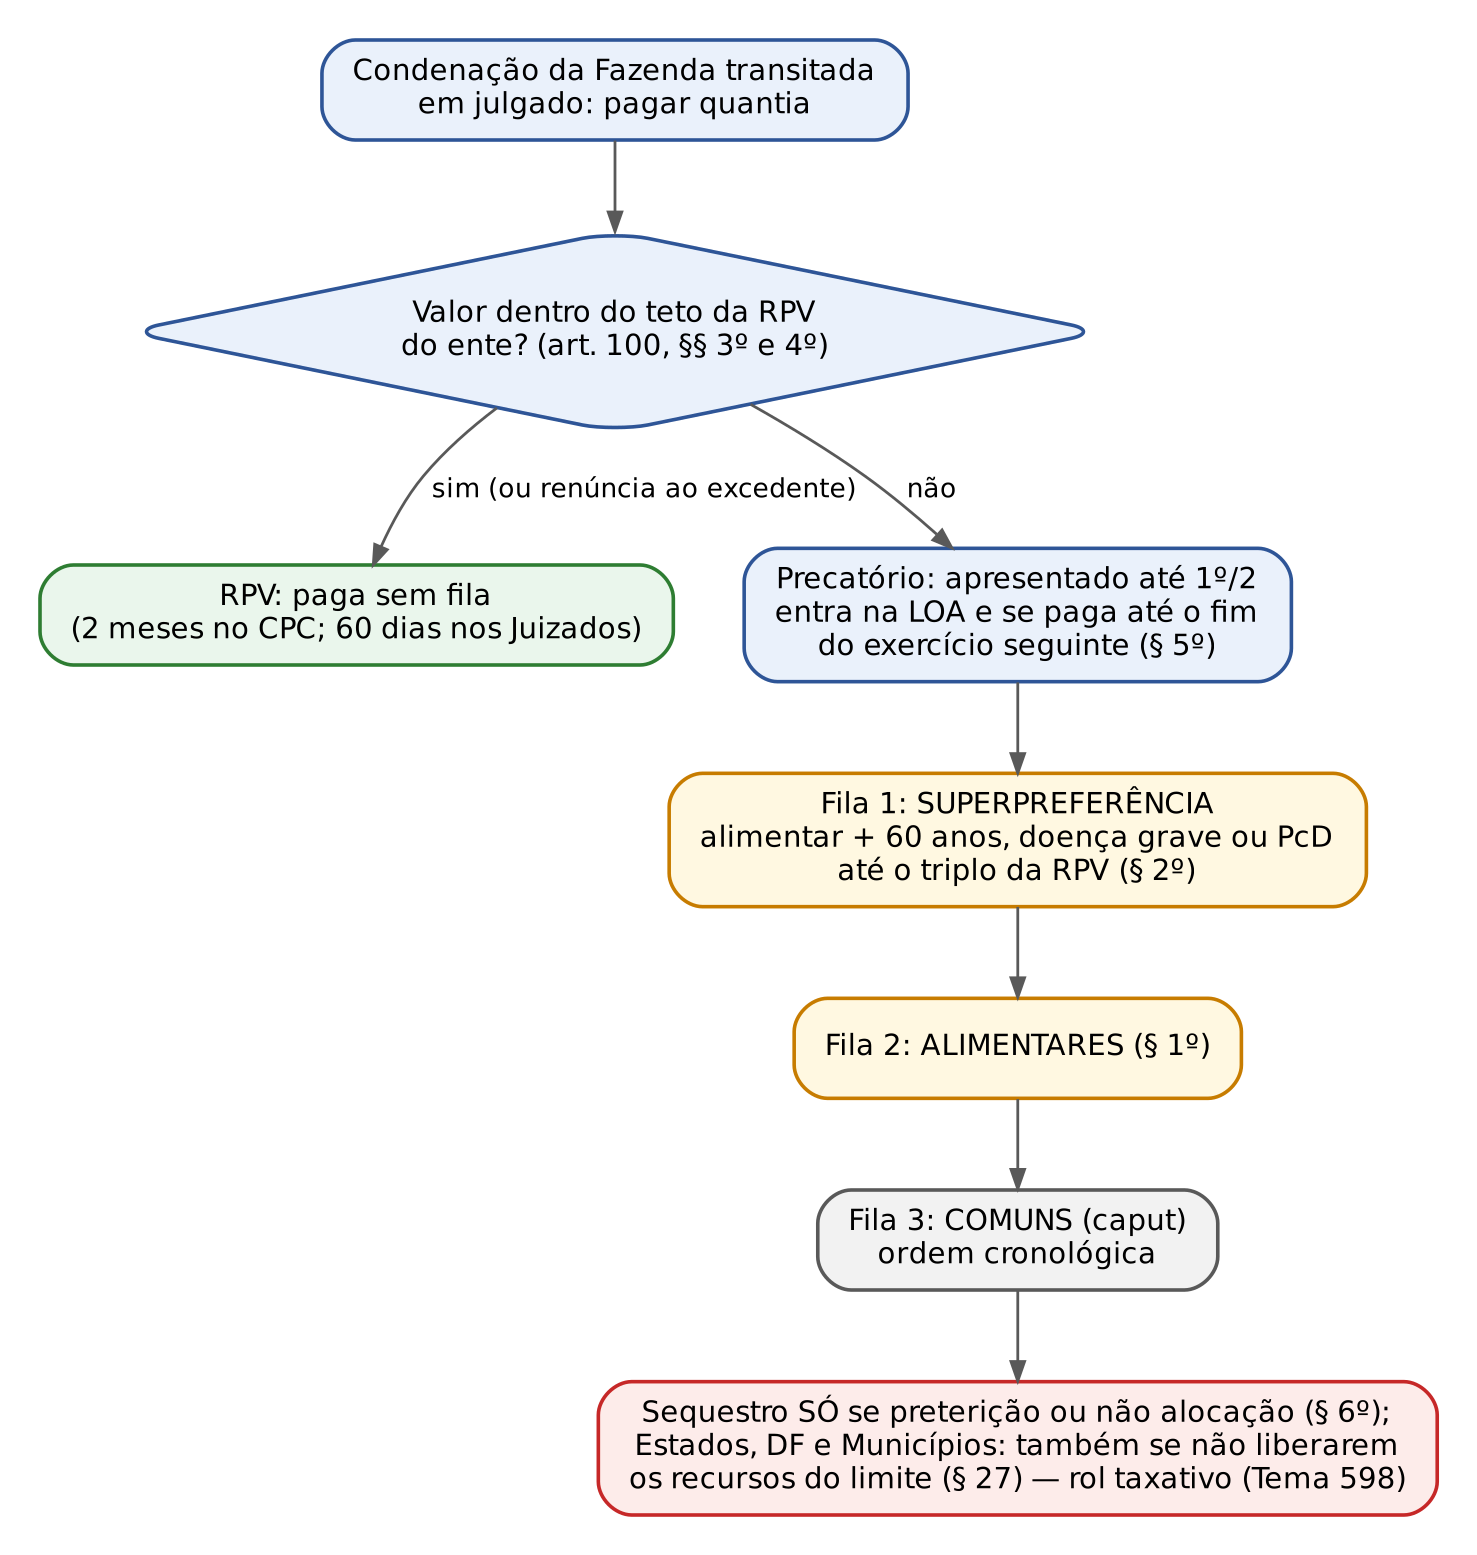 Condenação da Fazenda transitada
em julgado: pagar quantia
Valor dentro do teto da RPV
do ente? (art. 100, §§ 3º e 4º)
sim (ou renúncia ao excedente)
não
RPV: paga sem fila
(2 meses no CPC; 60 dias nos Juizados)
Precatório: apresentado até 1º/2
entra na LOA e se paga até o fim
do exercício seguinte (§ 5º)
Fila 1: SUPERPREFERÊNCIA
alimentar + 60 anos, doença grave ou PcD
até o triplo da RPV (§ 2º)
Fila 2: ALIMENTARES (§ 1º)
Fila 3: COMUNS (caput)
ordem cronológica
Sequestro SÓ se preterição ou não alocação (§ 6º);
Estados, DF e Municípios: também se não liberarem
os recursos do limite (§ 27) — rol taxativo (Tema 598)